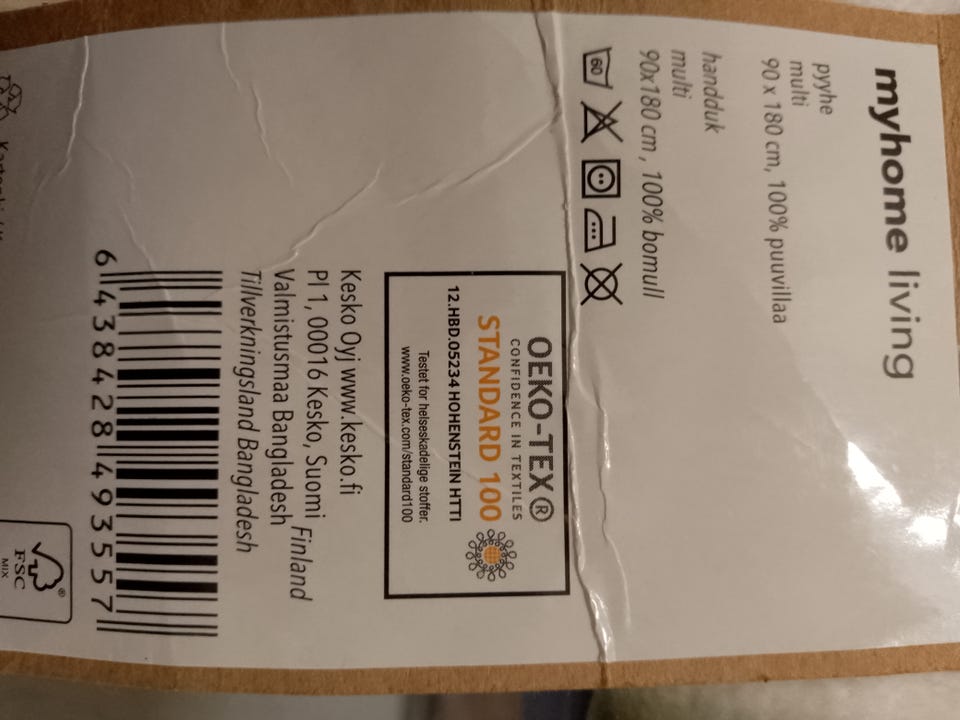 myhome living
pyyhe
multi
90 x 180 cm, 100% puuvillaa
handduk
multi
90x180 cm, 100% bomull
60
OEKO-TEX®
CONFIDENCE IN TEXTILES
STANDARD 100
12.HBD.05234 HOHENSTEIN HTTI
Testet for helseskadelige stoffer.
www.oeko-tex.com/standard100
Kesko Oyj www.kesko.fi
Pl 1, 00016 Kesko, Suomi Finland
Valmistusmaa Bangladesh
Tillverkningsland Bangladesh
6 438428 493557
®
FSC
MIX